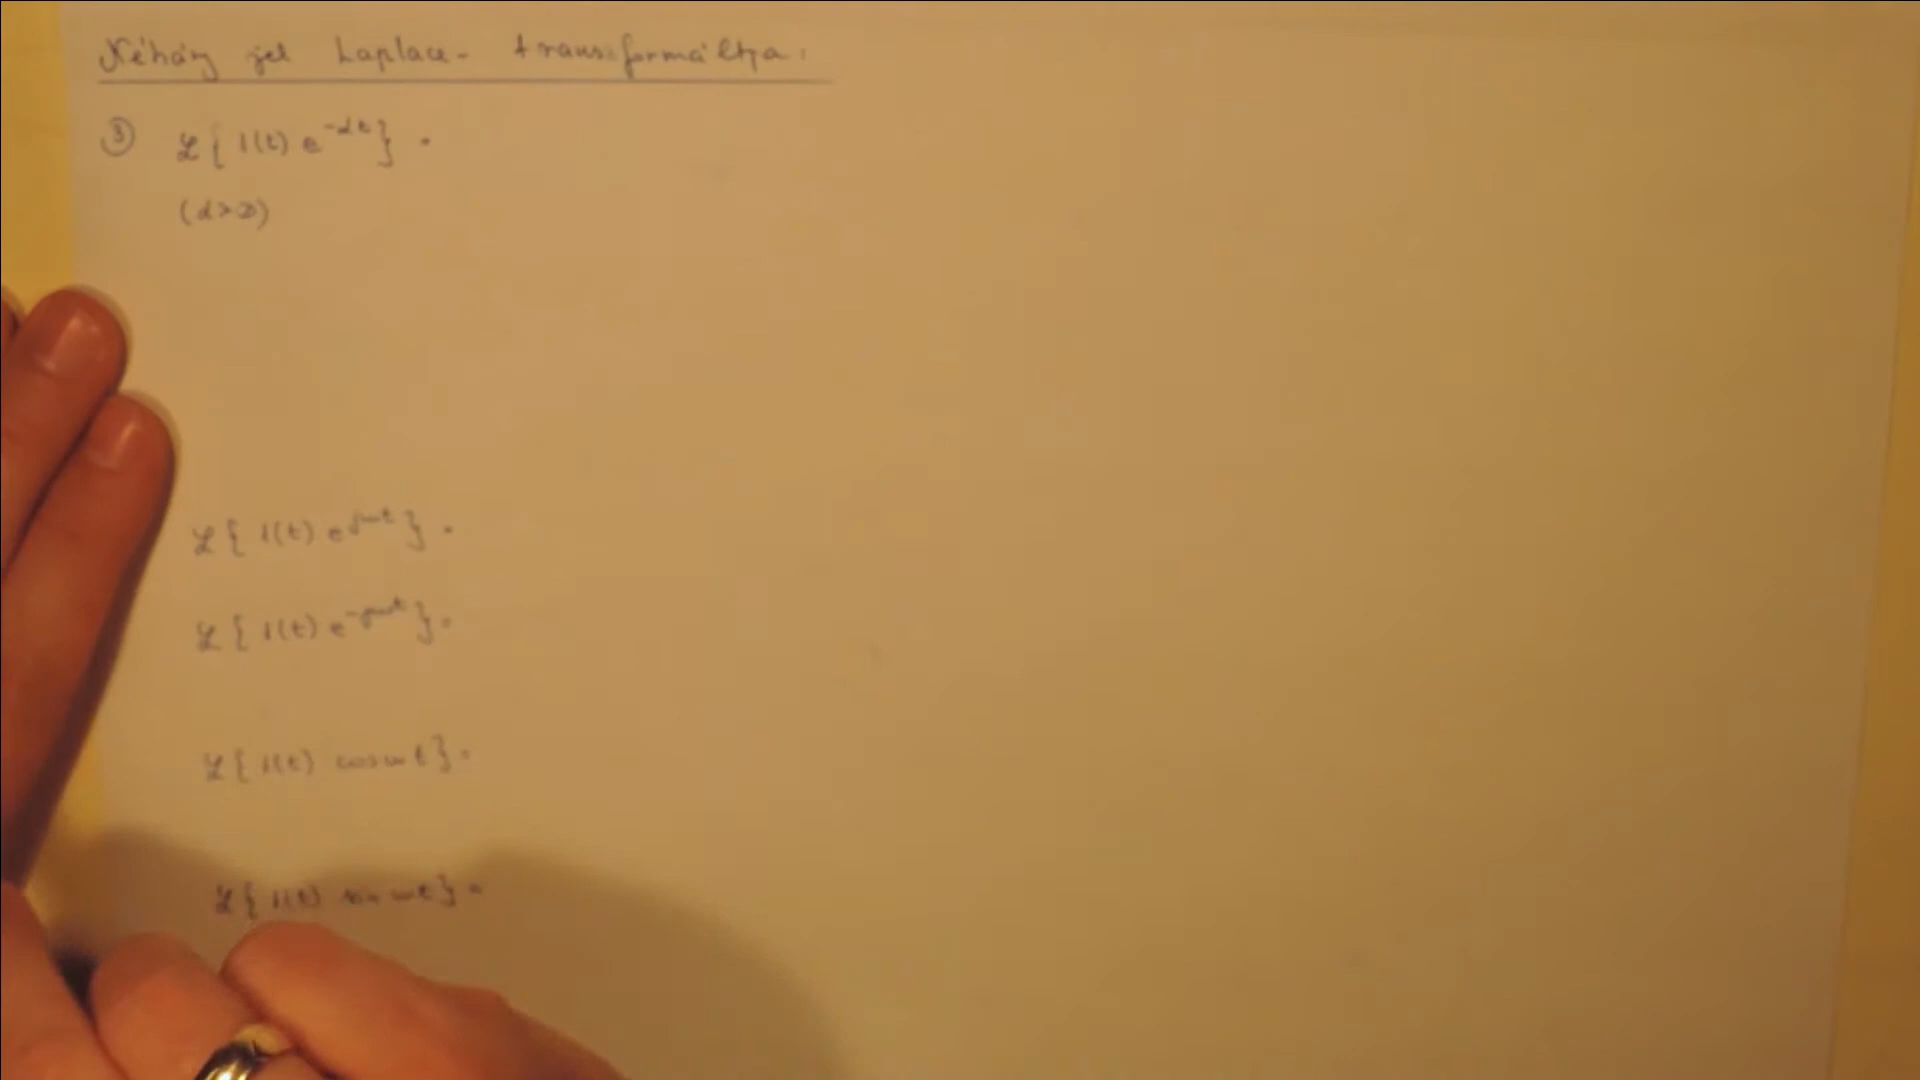 Néhány jel Laplace-transzformáltja:
③ ℒ{1(t) e^{-αt}} =
(α>0)
ℒ{1(t) e^{jωt}} =
ℒ{1(t) e^{-jωt}} =
ℒ{1(t) cos ωt} =
ℒ{1(t) sin ωt} =